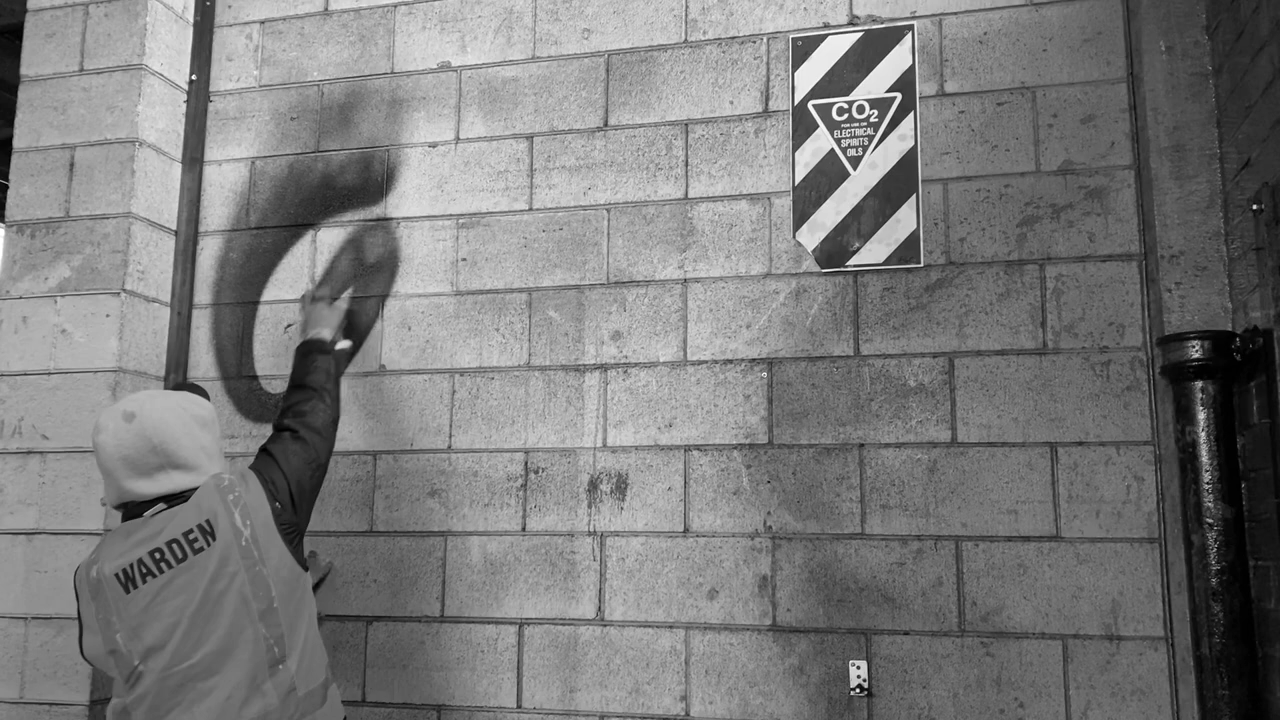 CO₂
FOR USE ON
ELECTRICAL
SPIRITS
OILS
WARDEN